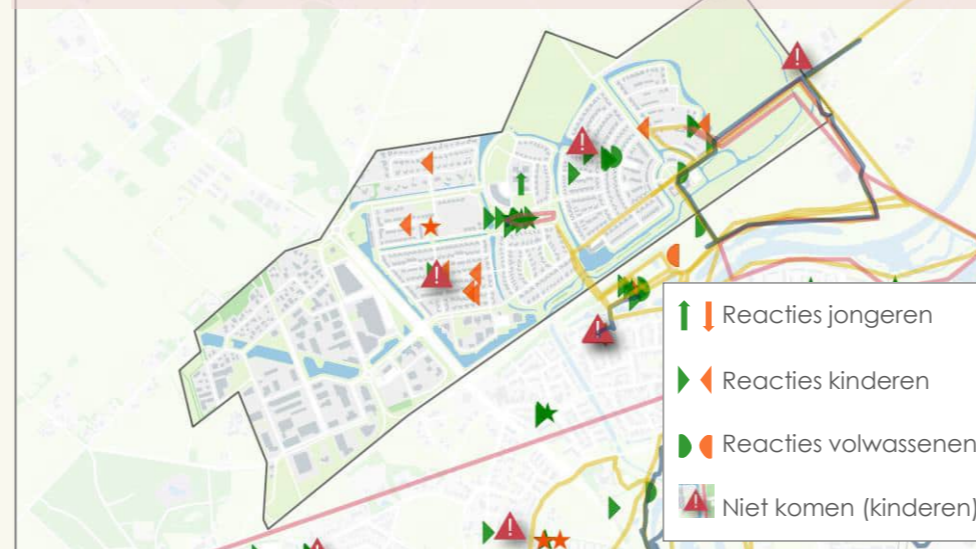 Reacties jongeren
Reacties kinderen
Reacties volwassenen
Niet komen (kinderen)